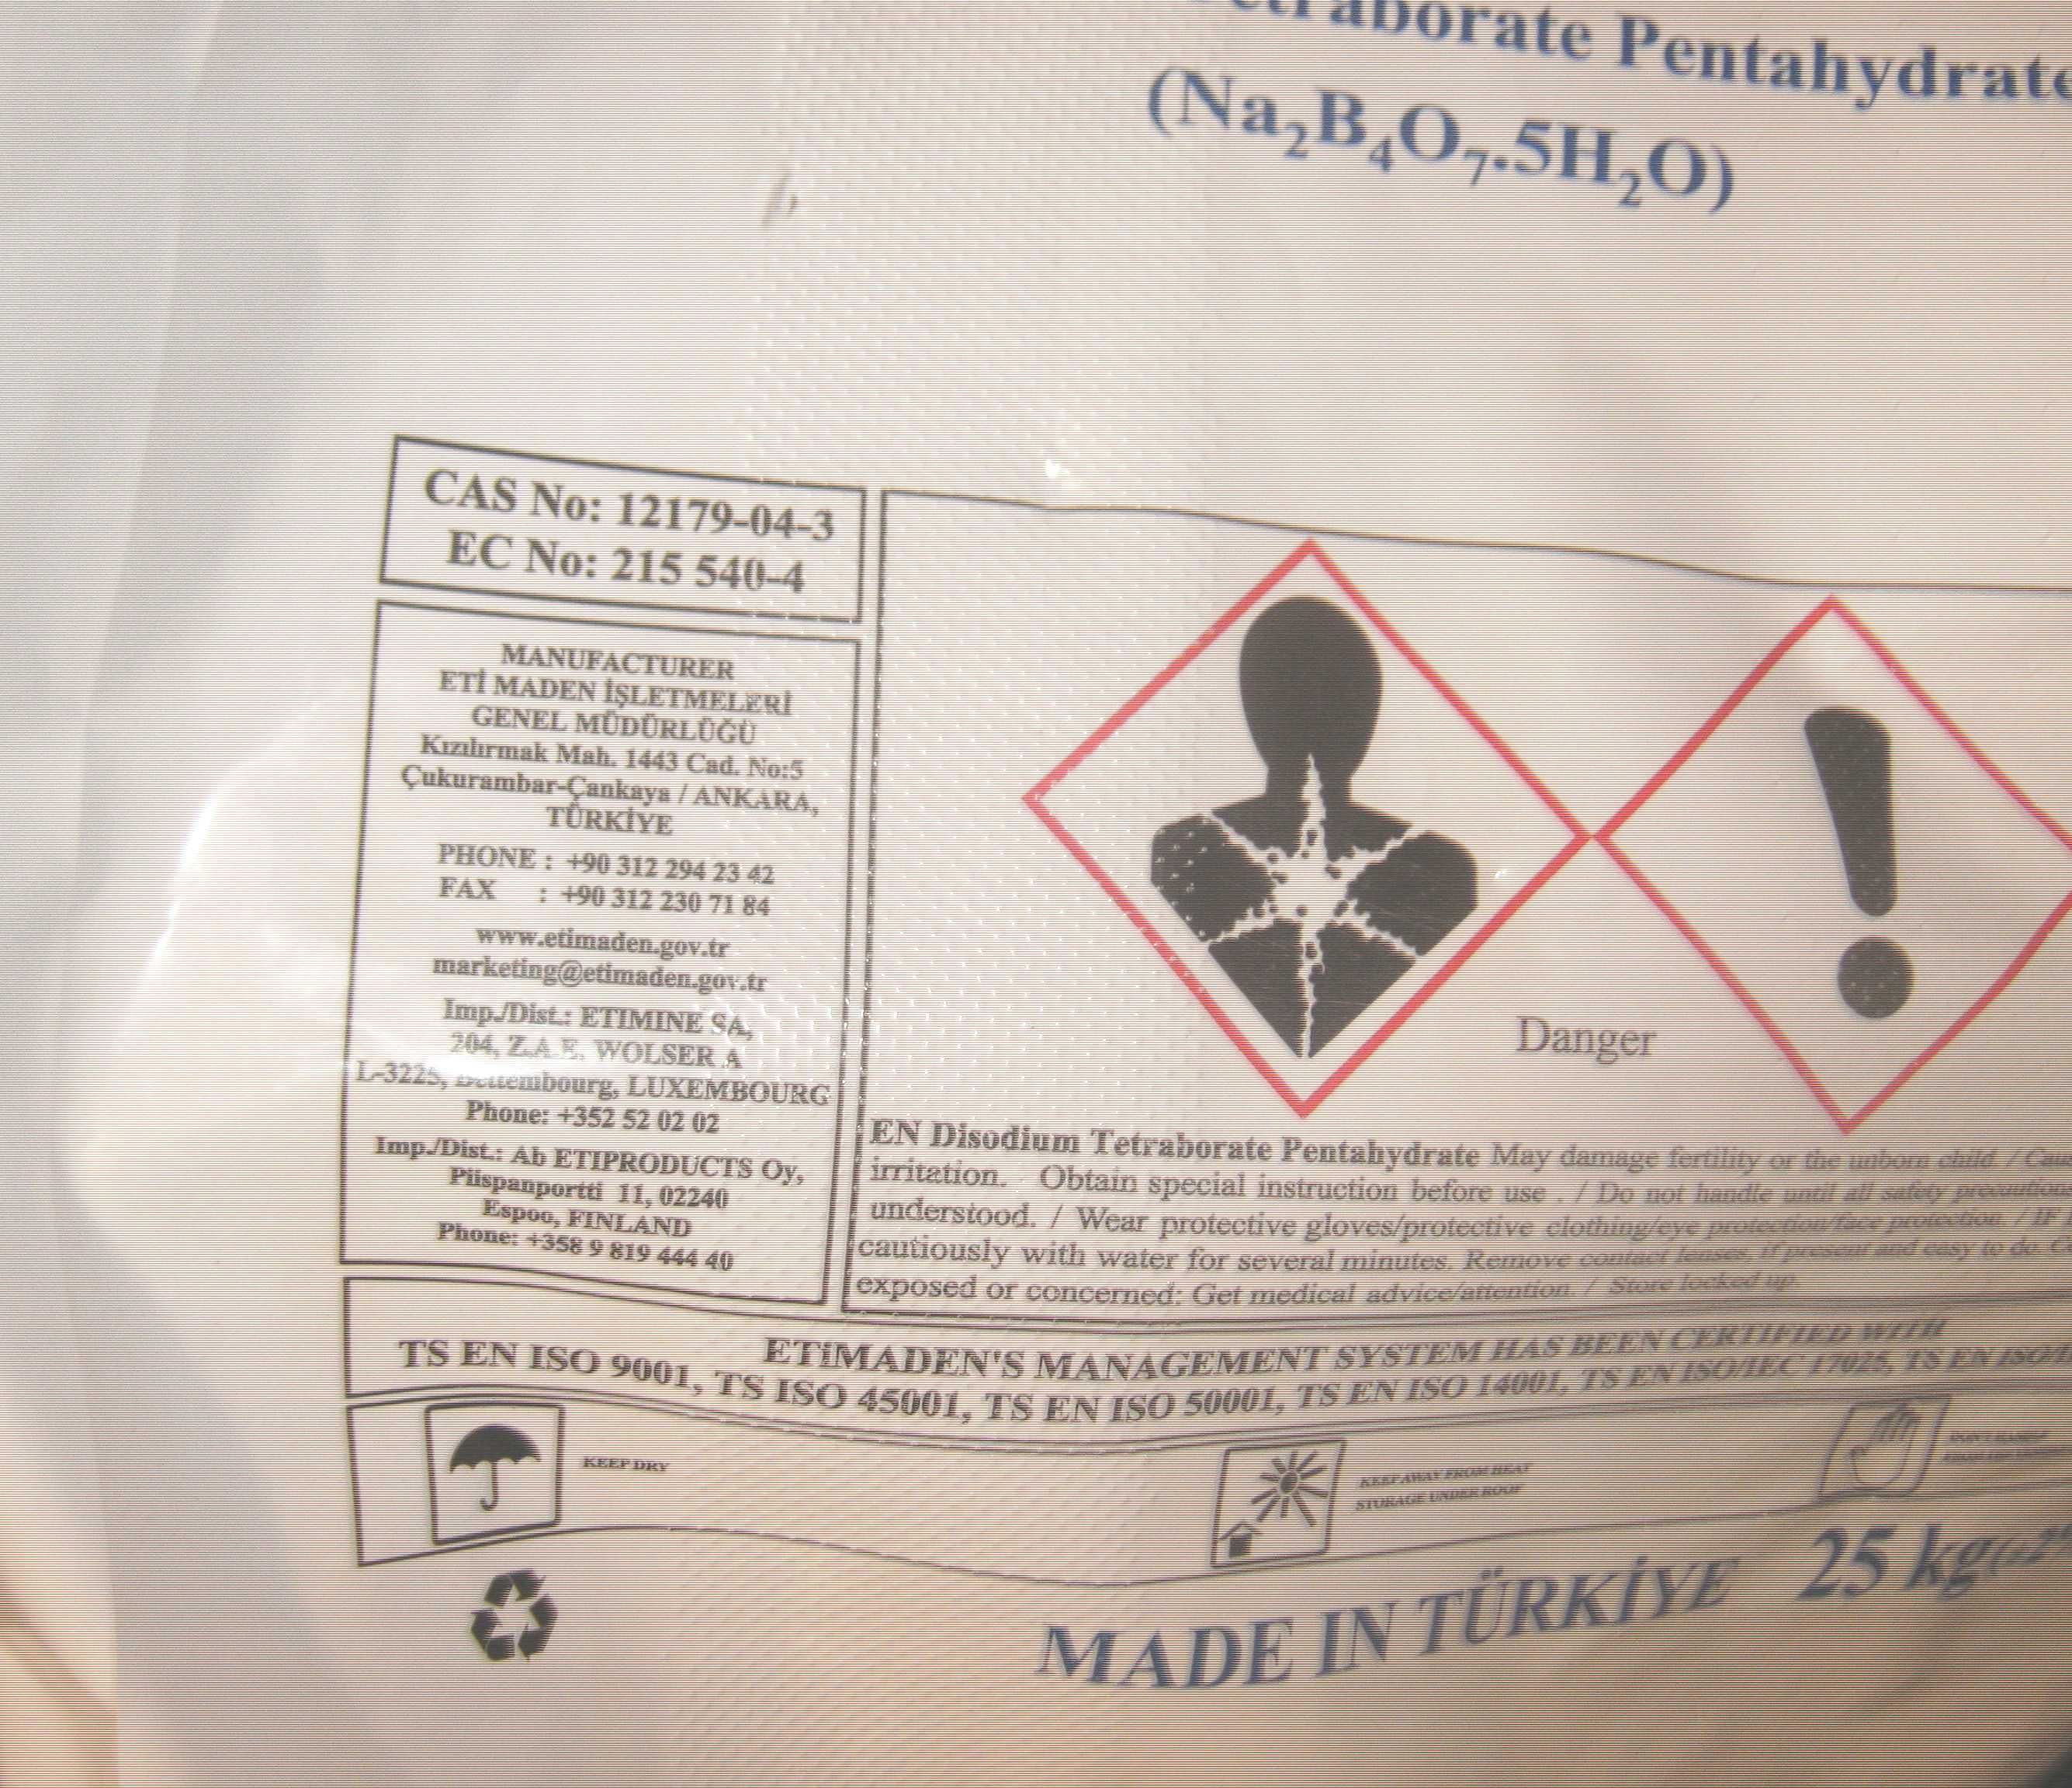 Tetraborate Pentahydrate
(Na₂B₄O₇.5H₂O)
CAS No: 12179-04-3
EC No: 215 540-4
MANUFACTURER
ETİ MADEN İŞLETMELERİ
GENEL MÜDÜRLÜĞÜ
Kızılırmak Mah. 1443 Cad. No:5
Çukurambar-Çankaya / ANKARA,
TÜRKİYE
PHONE : +90 312 294 23 42
FAX : +90 312 230 71 84
www.etimaden.gov.tr
marketing@etimaden.gov.tr
Imp./Dist.: ETIMINE SA,
204, Z.A.E. WOLSER A
L-3225, Bettembourg, LUXEMBOURG
Phone: +352 52 02 02
Imp./Dist.: Ab ETIPRODUCTS Oy,
Piispanportti 11, 02240
Espoo, FINLAND
Phone: +358 9 819 444 40
Danger
EN Disodium Tetraborate Pentahydrate May damage fertility or the unborn child. /
irritation. Obtain special instruction before use . / Do not handle until all safety precautions
understood. / Wear protective gloves/protective clothing/eye protection/face protection. / IF
cautiously with water for several minutes. Remove contact lenses, if present and easy to do.
exposed or concerned: Get medical advice/attention. / Store locked up.
ETİMADEN'S MANAGEMENT SYSTEM HAS BEEN CERTIFIED WITH
TS EN ISO 9001, TS ISO 45001, TS EN ISO 50001, TS EN ISO 14001, TS EN ISO/IEC 17025, TS EN
KEEP DRY
KEEP AWAY FROM HEAT
STORAGE UNDER ROOF
MADE IN TÜRKİYE 25 kg